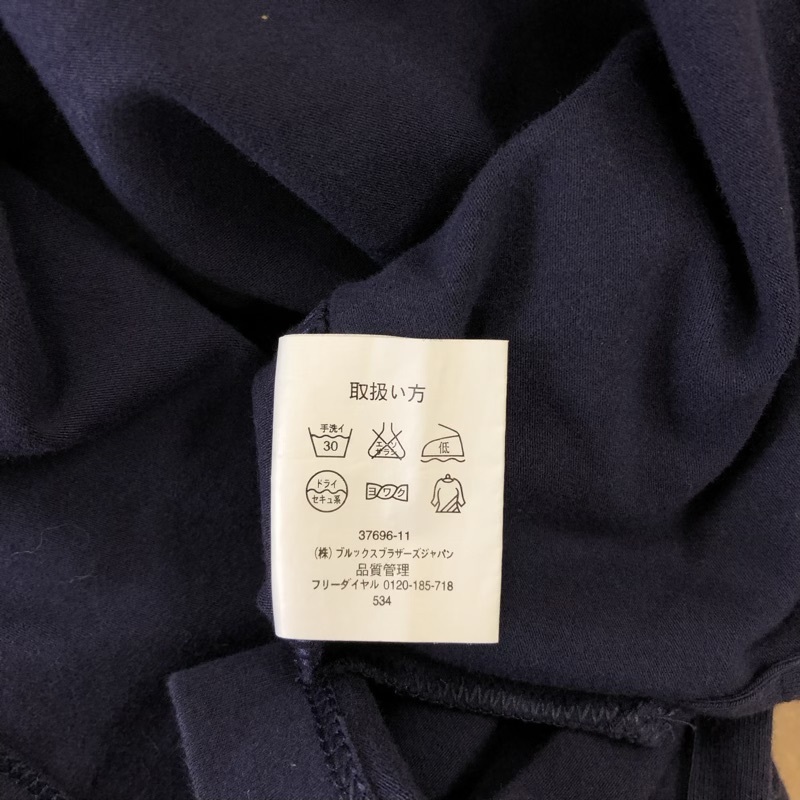 取扱い方
手洗イ
30
エンソ
サラシ
低
ドライ
セキユ系
ヨワク
37696-11
(株) ブルックスブラザーズジャパン
品質管理
フリーダイヤル 0120-185-718
534